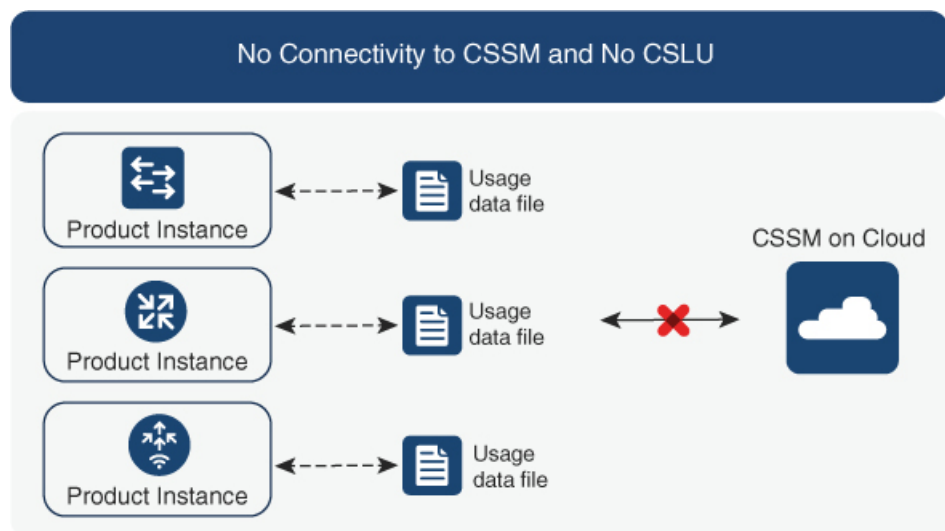 No Connectivity to CSSM and No CSLU
Product Instance
Usage
data file
Product Instance
Usage
data file
CSSM on Cloud
Product Instance
Usage
data file